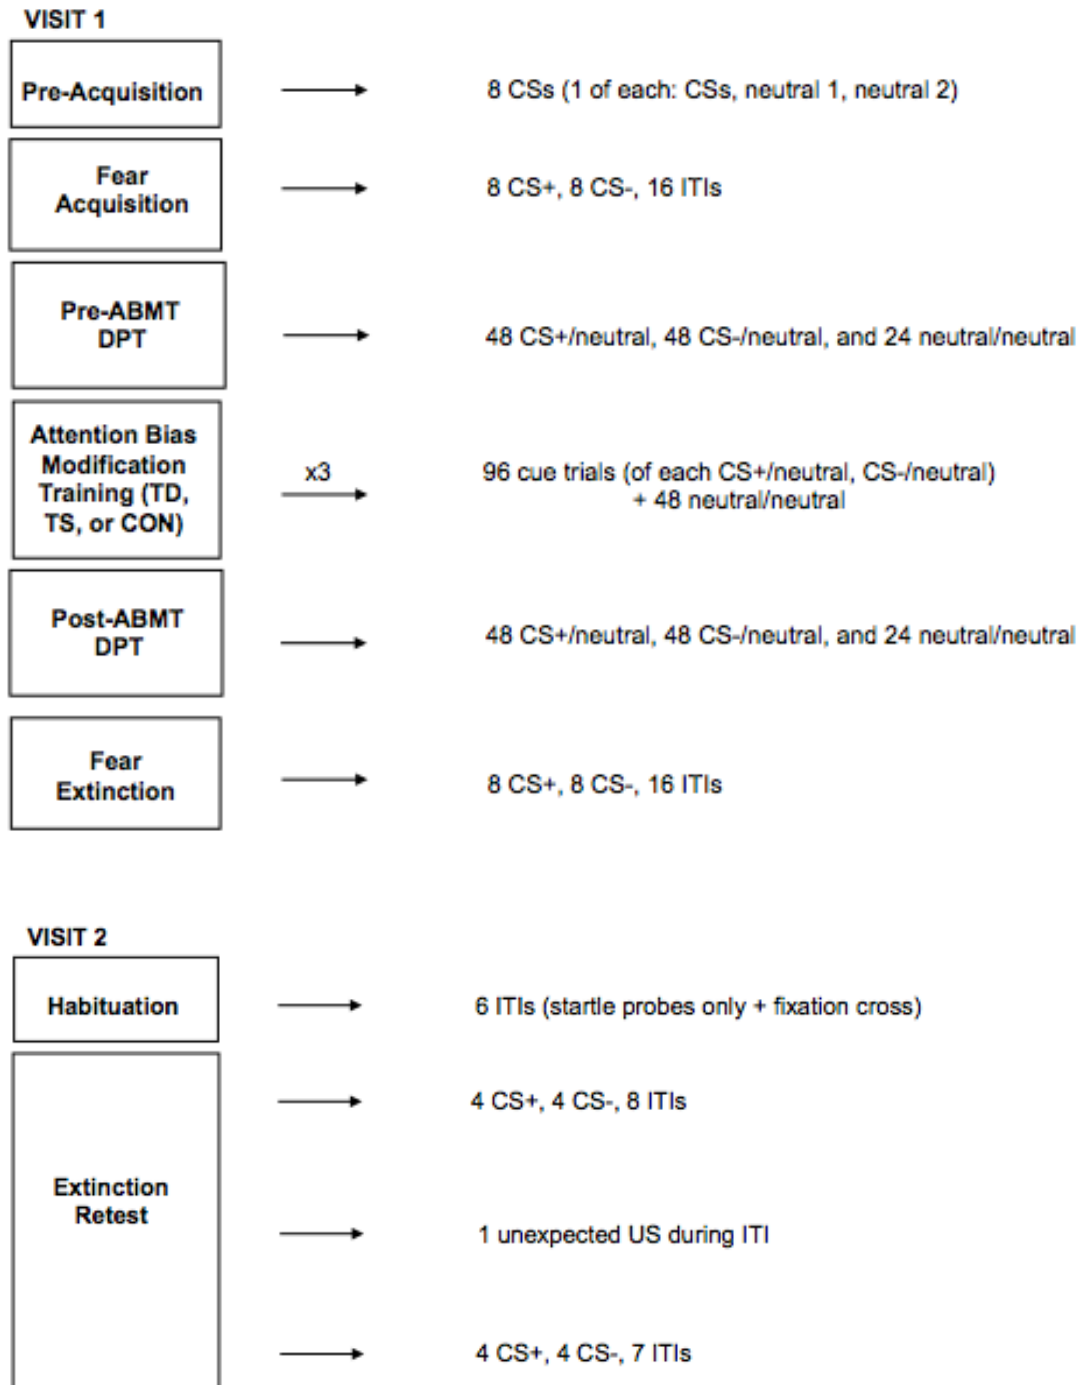 VISIT 1
Pre-Acquisition
8 CSs (1 of each: CSs, neutral 1, neutral 2)
Fear
Acquisition
8 CS+, 8 CS-, 16 ITIs
Pre-ABMT
DPT
48 CS+/neutral, 48 CS-/neutral, and 24 neutral/neutral
Attention Bias
Modification
Training (TD,
TS, or CON)
x3
96 cue trials (of each CS+/neutral, CS-/neutral)
+ 48 neutral/neutral
Post-ABMT
DPT
48 CS+/neutral, 48 CS-/neutral, and 24 neutral/neutral
Fear
Extinction
8 CS+, 8 CS-, 16 ITIs
VISIT 2
Habituation
6 ITIs (startle probes only + fixation cross)
Extinction
Retest
4 CS+, 4 CS-, 8 ITIs
1 unexpected US during ITI
4 CS+, 4 CS-, 7 ITIs